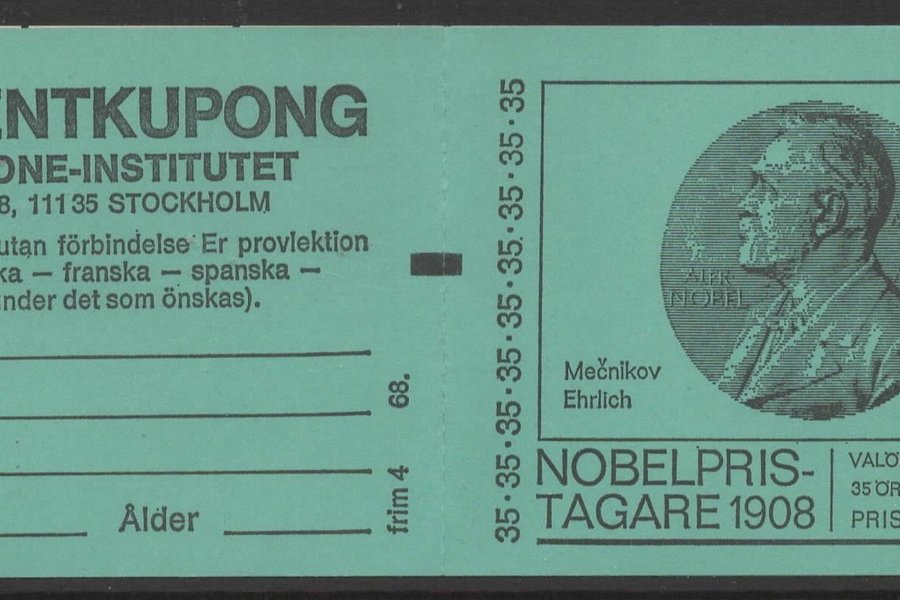 ENTKUPONG
ONE-INSTITUTET
8, 111 35 STOCKHOLM
utan förbindelse Er provlektion
ka — franska — spanska —
nder det som önskas).
Ålder
frim 4 68.
35·35·35·35·35·35·35·35·35
ALFR.
NOBEL
Mečnikov
Ehrlich
NOBELPRIS-
TAGARE 1908
VALÖ
35 ÖR
PRIS